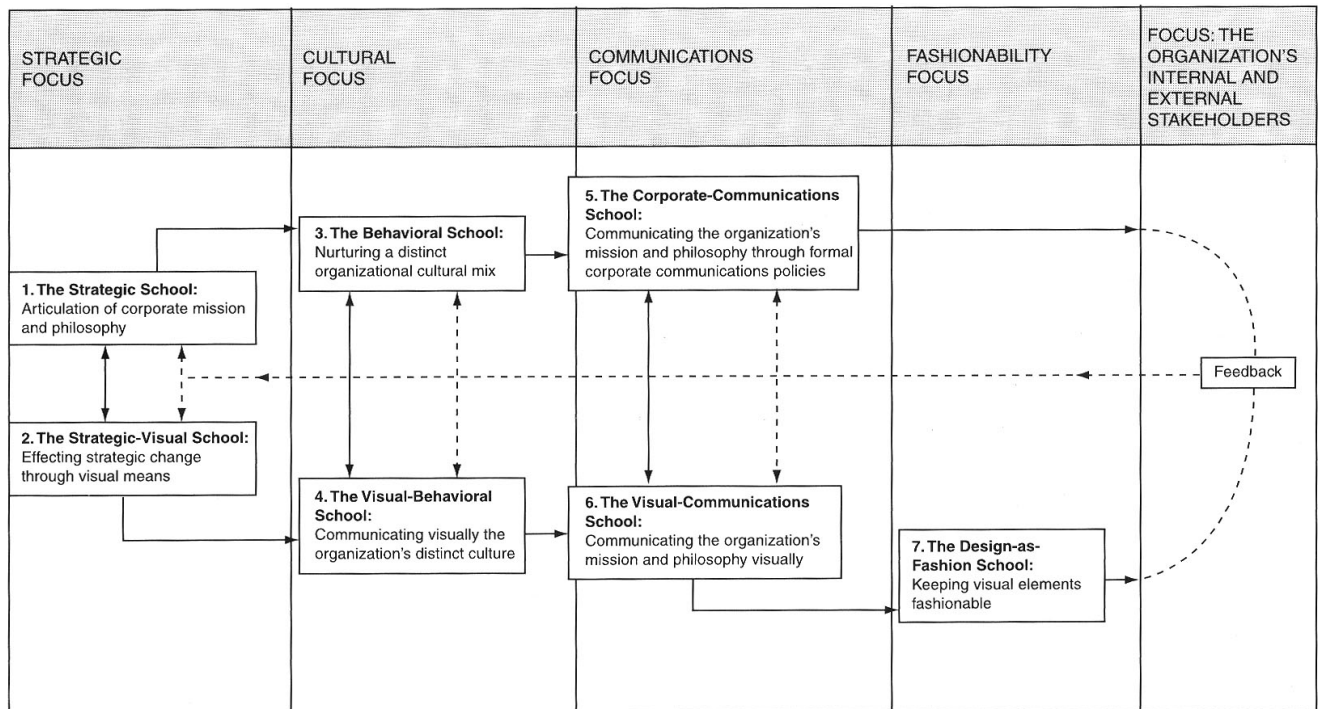 STRATEGIC
FOCUS
CULTURAL
FOCUS
COMMUNICATIONS
FOCUS
FASHIONABILITY
FOCUS
FOCUS: THE
ORGANIZATION'S
INTERNAL AND
EXTERNAL
STAKEHOLDERS
1. The Strategic School:
Articulation of corporate mission
and philosophy
2. The Strategic-Visual School:
Effecting strategic change
through visual means
3. The Behavioral School:
Nurturing a distinct
organizational cultural mix
4. The Visual-Behavioral
School:
Communicating visually the
organization's distinct culture
5. The Corporate-Communications
School:
Communicating the organization's
mission and philosophy through formal
corporate communications policies
6. The Visual-Communications
School:
Communicating the organization's
mission and philosophy visually
7. The Design-as-
Fashion School:
Keeping visual elements
fashionable
Feedback